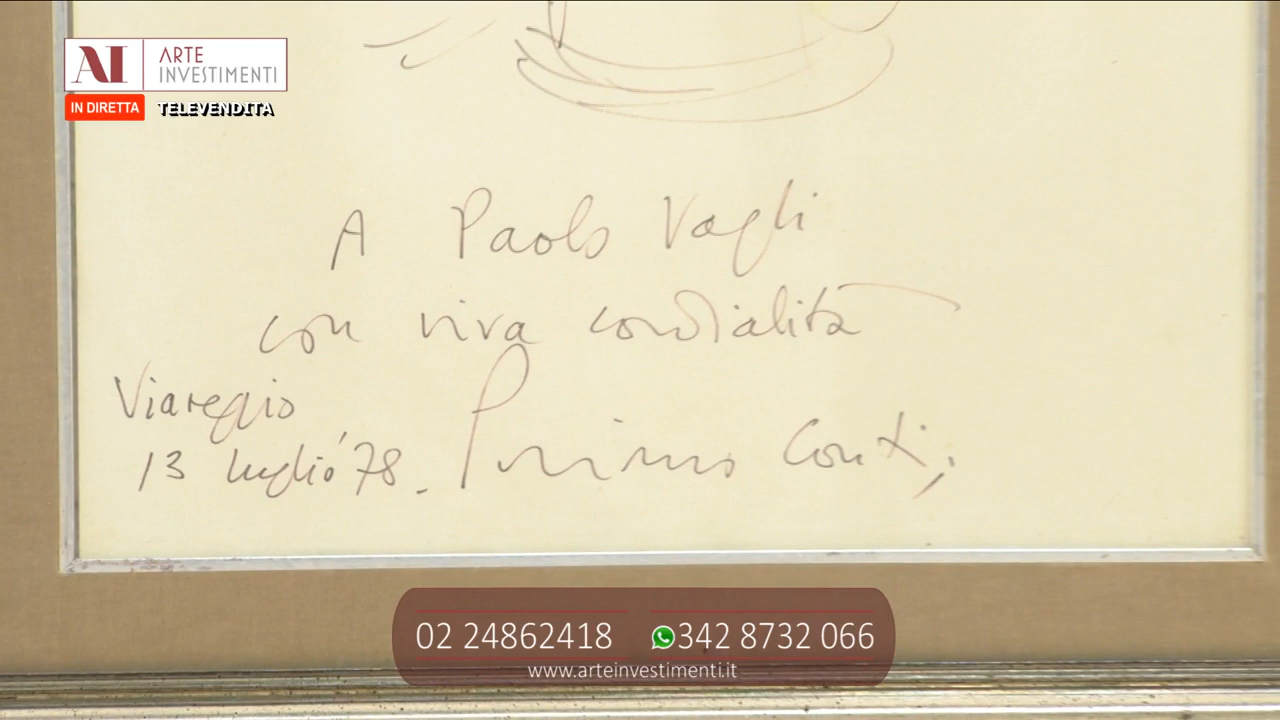 AI ARTE
INVESTIMENTI
IN DIRETTA TELEVENDITA
A Paolo Vagli
con viva cordialità
Viareggio
13 luglio '78. Primo Conti;
02 24862418 342 8732 066
www.arteinvestimenti.it